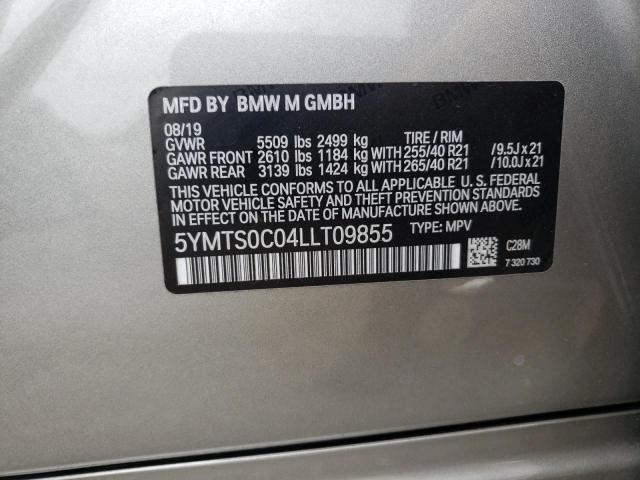 MFD BY BMW M GMBH
08/19
GVWR 5509 lbs 2499 kg TIRE / RIM
GAWR FRONT 2610 lbs 1184 kg WITH 255/40 R21 /9.5J x 21
GAWR REAR 3139 lbs 1424 kg WITH 265/40 R21 /10.0J x 21
THIS VEHICLE CONFORMS TO ALL APPLICABLE U. S. FEDERAL
MOTOR VEHICLE SAFETY AND THEFT PREVENTION STANDARDS
IN EFFECT ON THE DATE OF MANUFACTURE SHOWN ABOVE.
5YMTS0C04LLT09855 TYPE: MPV
C28M
7 320 730